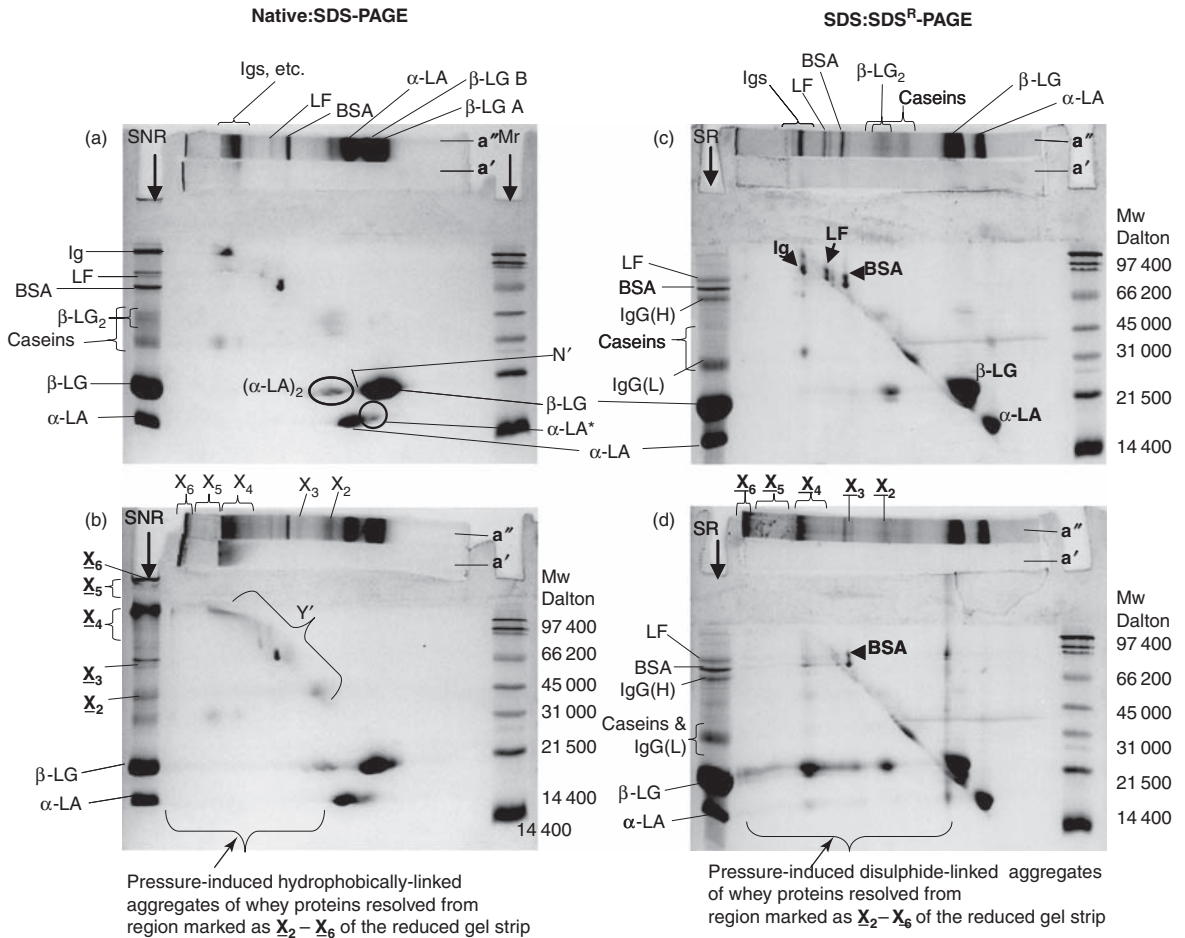 Native:SDS-PAGE
SDS:SDSᴿ-PAGE
Igs, etc.
LF
BSA
α-LA
β-LG B
β-LG A
(a)
SNR
a″
Mr
a′
Ig
LF
BSA
β-LG₂
Caseins
β-LG
α-LA
(α-LA)₂
N′
β-LG
α-LA*
α-LA
Igs
LF
BSA
β-LG₂
Caseins
β-LG
α-LA
(c)
SR
a″
a′
Mw
Dalton
97 400
66 200
45 000
31 000
21 500
14 400
LF
BSA
IgG(H)
Caseins
IgG(L)
Ig
LF
BSA
β-LG
α-LA
X₆
X₅
X₄
X₃
X₂
(b)
SNR
a″
a′
X₆
X₅
X₄
X₃
X₂
β-LG
α-LA
Y′
Mw
Dalton
97 400
66 200
45 000
31 000
21 500
14 400
14 400
Pressure-induced hydrophobically-linked
aggregates of whey proteins resolved from
region marked as X₂ – X₆ of the reduced gel strip
X₆
X₅
X₄
X₃
X₂
(d)
SR
a″
a′
LF
BSA
IgG(H)
Caseins &
IgG(L)
β-LG
α-LA
BSA
Mw
Dalton
97 400
66 200
45 000
31 000
21 500
14 400
Pressure-induced disulphide-linked aggregates
of whey proteins resolved from
region marked as X₂ – X₆ of the reduced gel strip